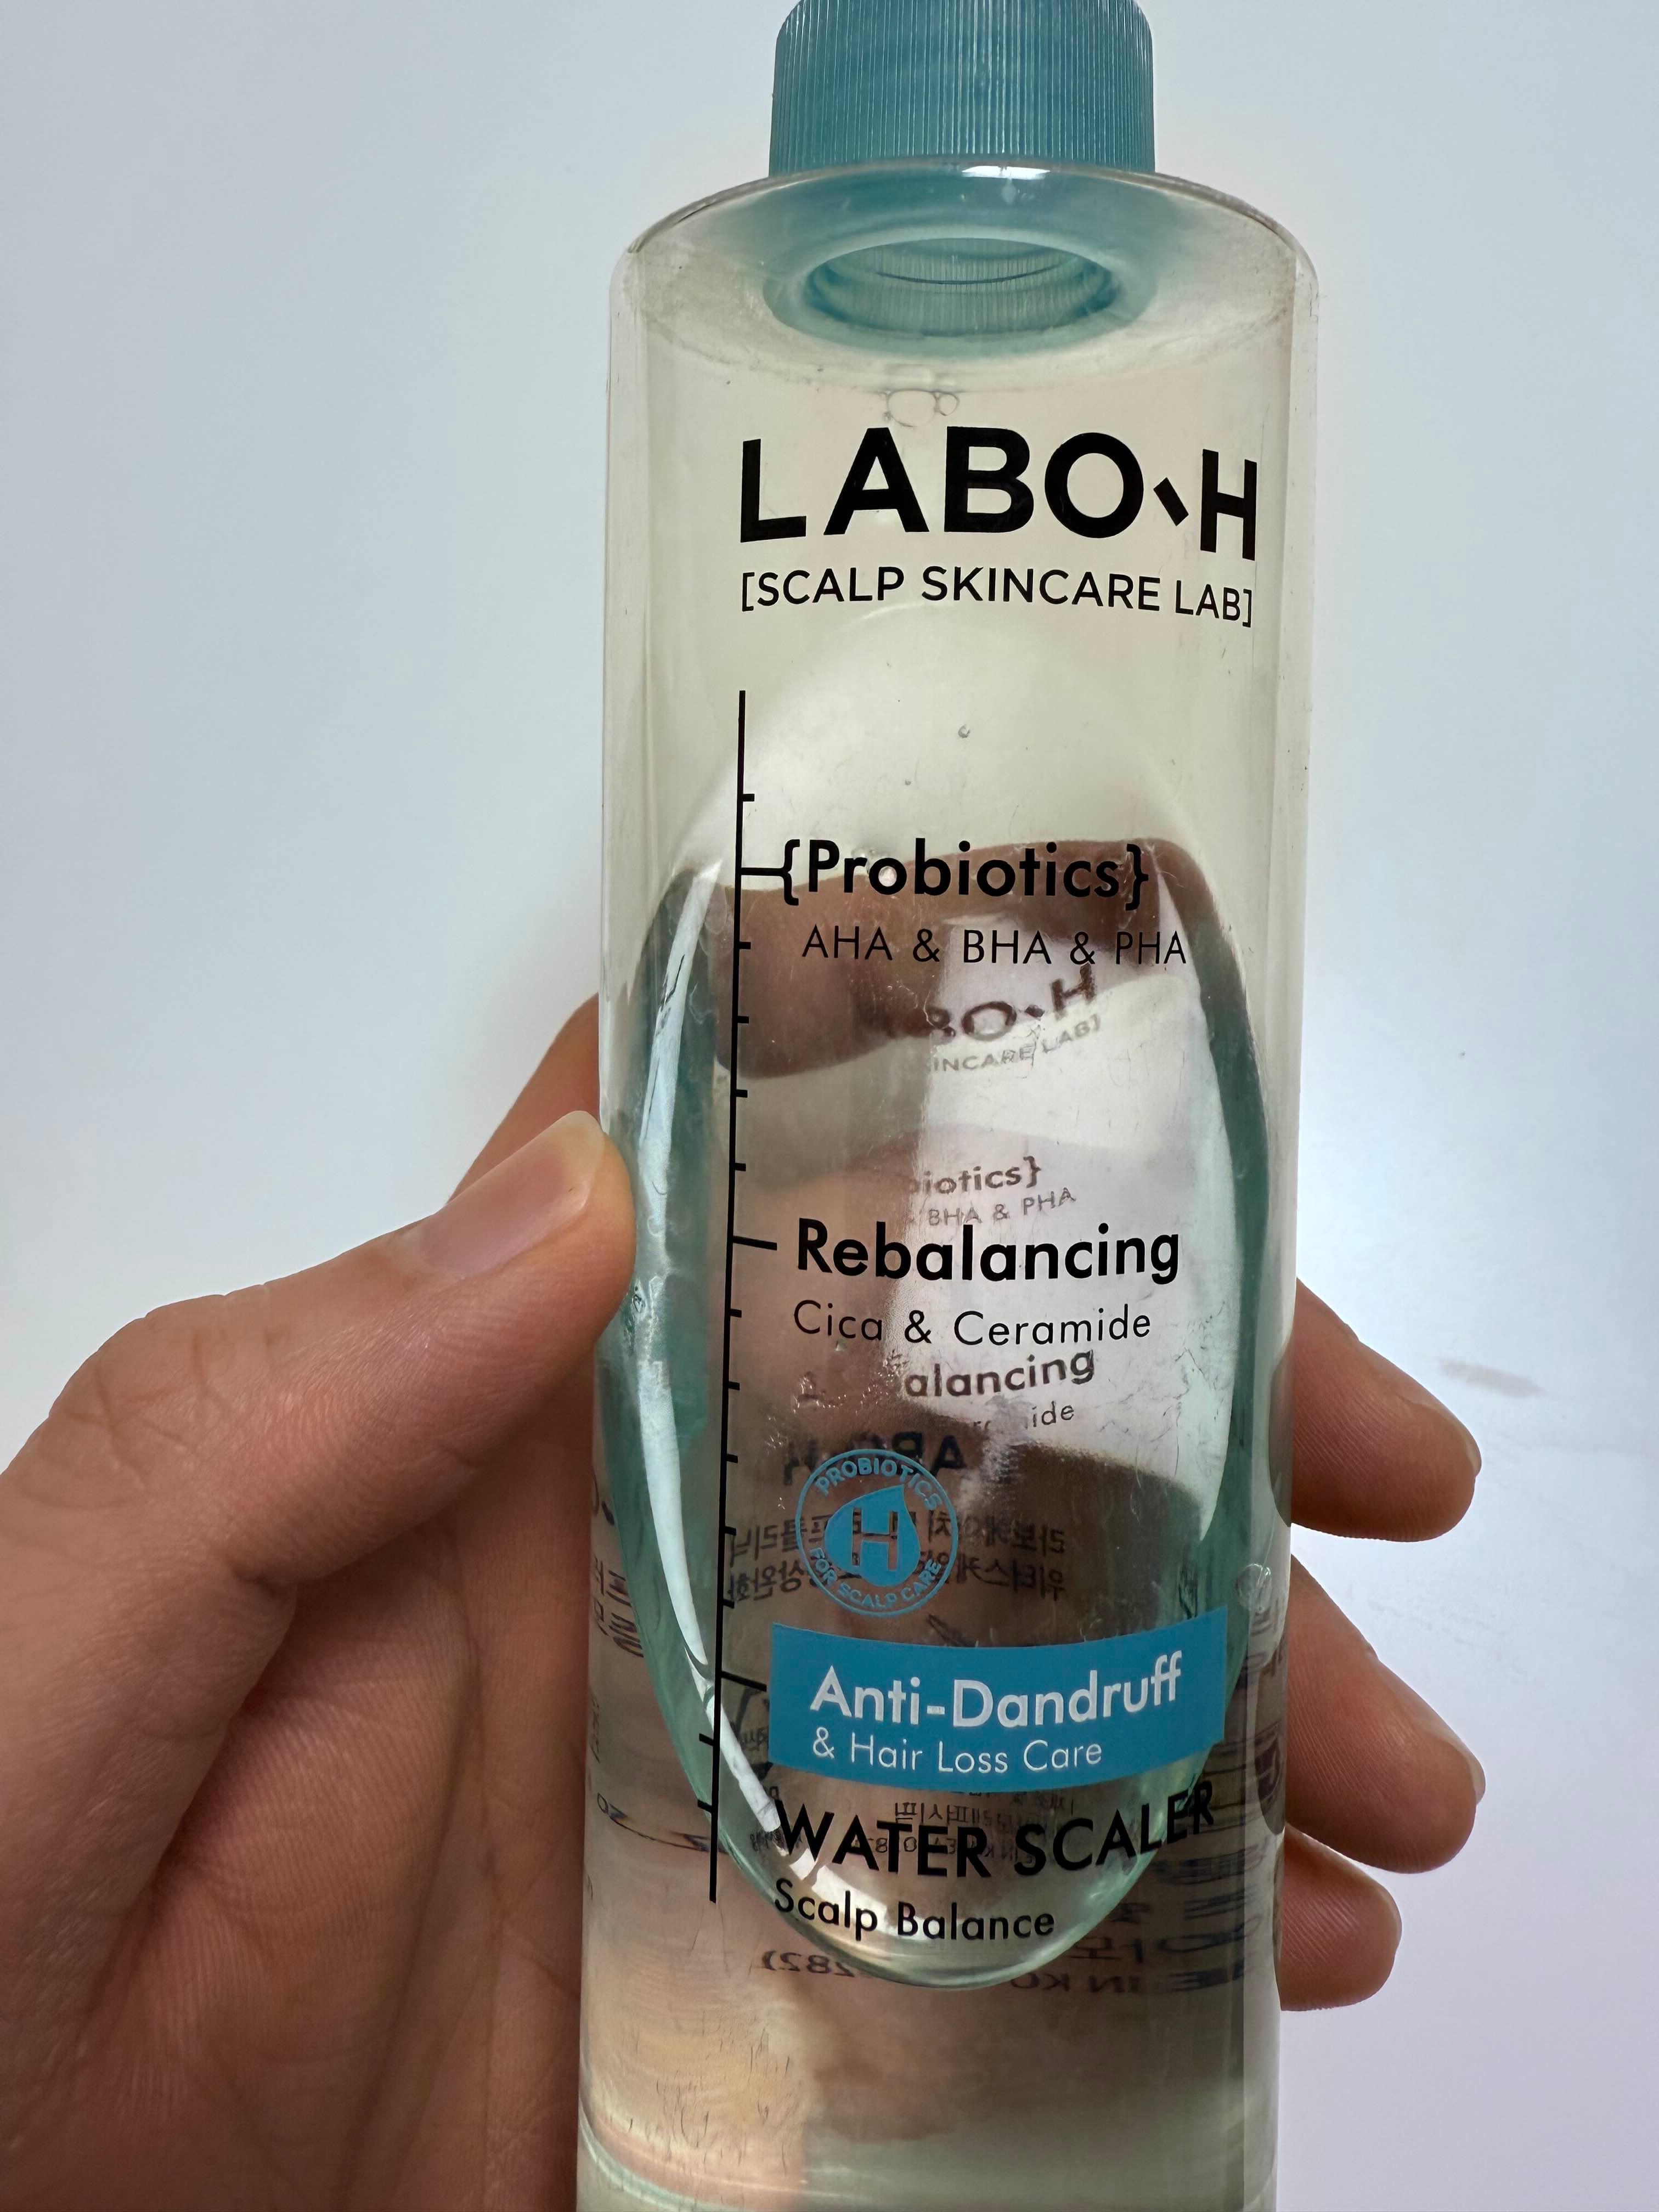 LABO-H
[SCALP SKINCARE LAB]
{Probiotics}
AHA & BHA & PHA
Rebalancing
Cica & Ceramide
PROBIOTICS
H
FOR SCALP CARE
Anti-Dandruff
& Hair Loss Care
WATER SCALER
Scalp Balance